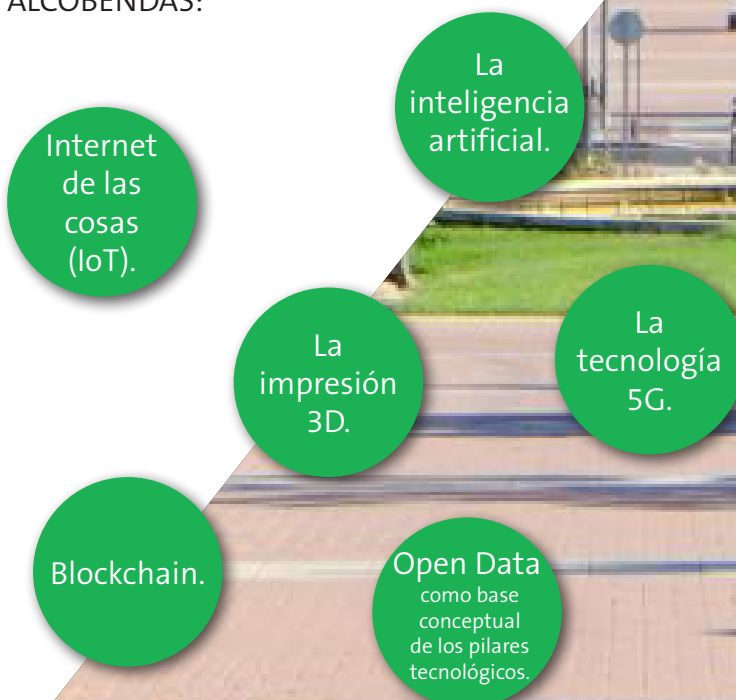 ALCOBENDAS:
La
inteligencia
artificial.
Internet
de las
cosas
(IoT).
La
impresión
3D.
La
tecnología
5G.
Blockchain.
Open Data
como base
conceptual
de los pilares
tecnológicos.